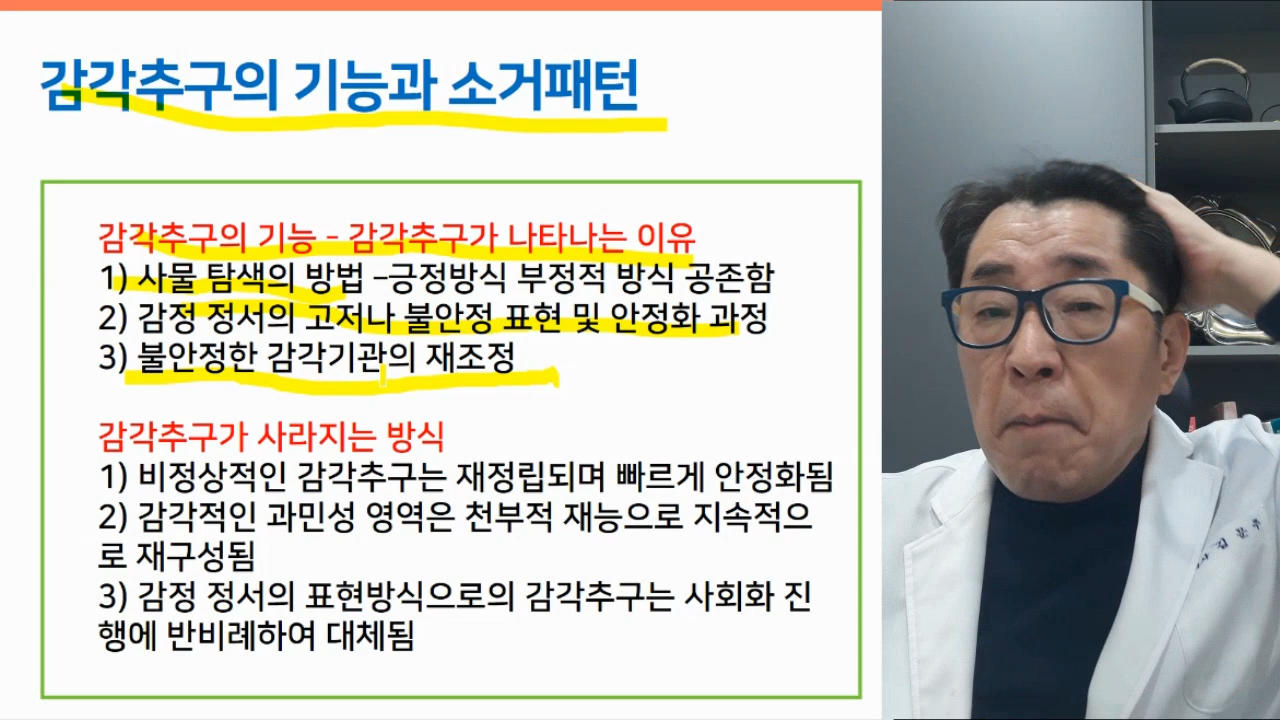 감각추구의 기능과 소거패턴
감각추구의 기능 - 감각추구가 나타나는 이유
1) 사물 탐색의 방법 –긍정방식 부정적 방식 공존함
2) 감정 정서의 고저나 불안정 표현 및 안정화 과정
3) 불안정한 감각기관의 재조정
감각추구가 사라지는 방식
1) 비정상적인 감각추구는 재정립되며 빠르게 안정화됨
2) 감각적인 과민성 영역은 천부적 재능으로 지속적으
로 재구성됨
3) 감정 정서의 표현방식으로의 감각추구는 사회화 진
행에 반비례하여 대체됨